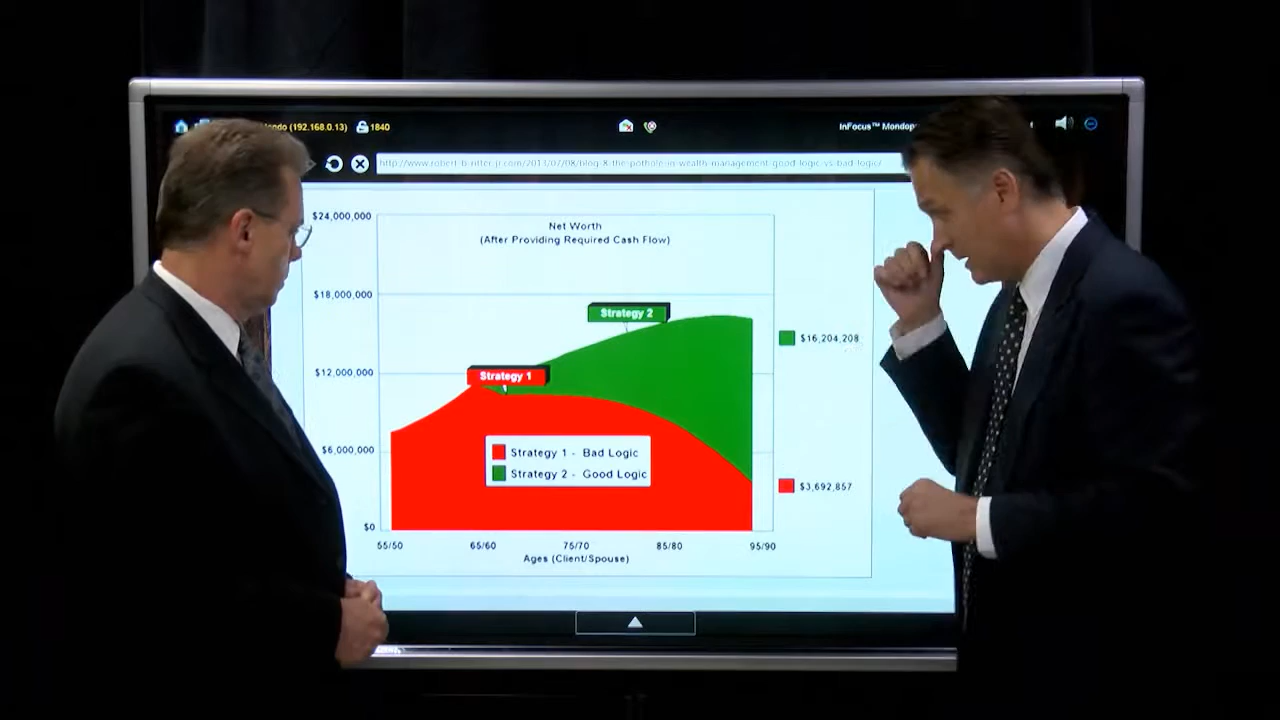 (192.168.0.13) 1840
InFocus™
http://www.robert-b-ritter-jr.com/2013/07/08/blog-8-the-pothole-in-wealth-management-good-logic-vs-bad-logic/
Net Worth
(After Providing Required Cash Flow)
$24,000,000
$18,000,000
$12,000,000
$6,000,000
$0
Strategy 2
Strategy 1
$16,204,208
$3,692,857
Strategy 1 - Bad Logic
Strategy 2 - Good Logic
55/50 65/60 75/70 85/80 95/90
Ages (Client/Spouse)